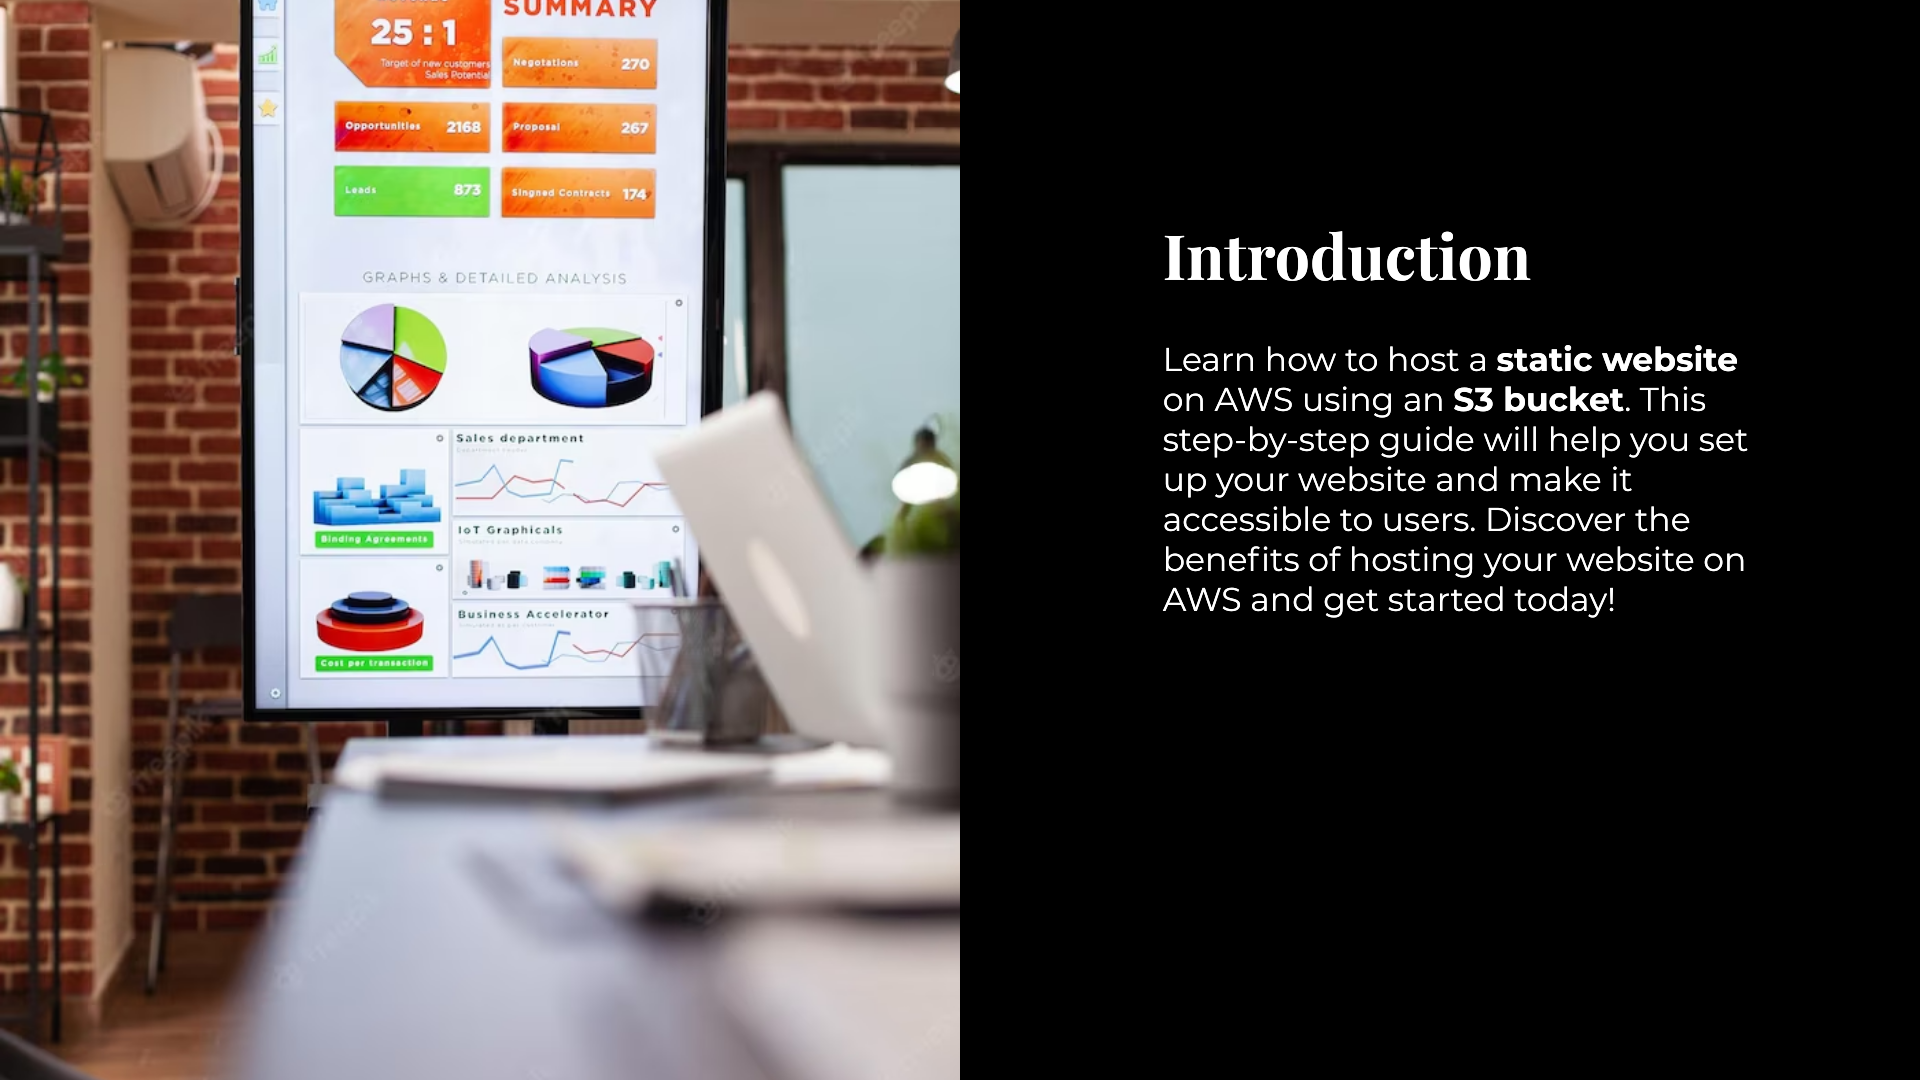 SUMMARY
25 : 1
Target of new customers
Sales Potential
Negotations 270
Opportunities 2168
Proposal 267
Leads 873
Singned Contracts 174
GRAPHS & DETAILED ANALYSIS
Sales department
Binding Agreements
IoT Graphicals
Business Accelerator
Cost per transaction
Introduction
Learn how to host a static website
on AWS using an S3 bucket. This
step-by-step guide will help you set
up your website and make it
accessible to users. Discover the
benefits of hosting your website on
AWS and get started today!